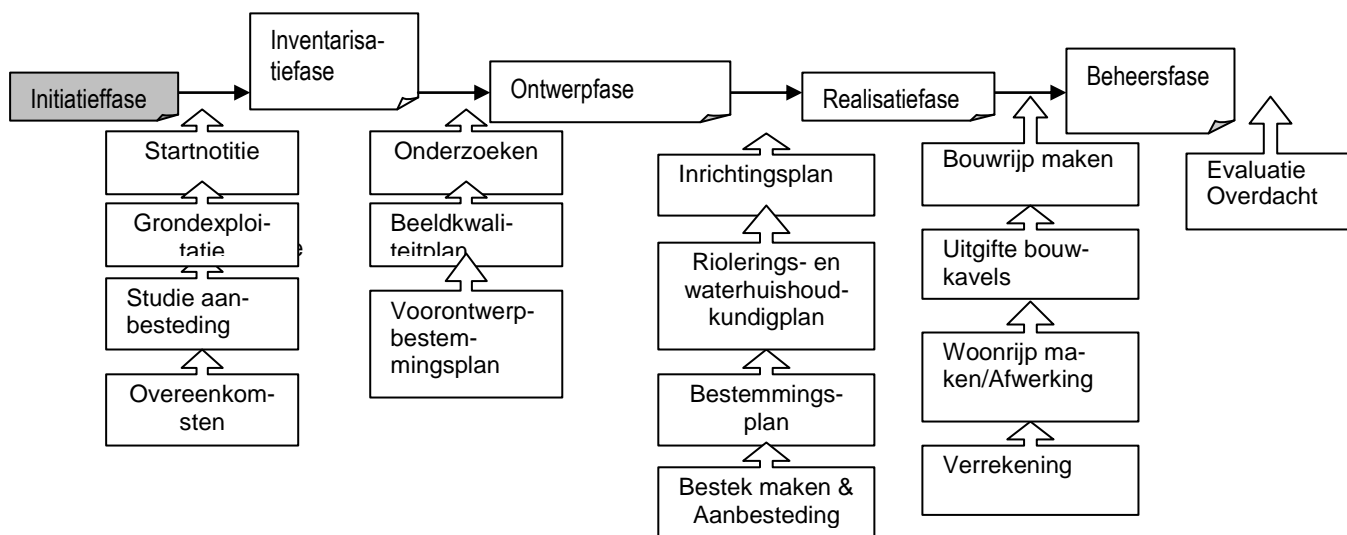 Initiatieffase
Inventarisa-
tiefase
Ontwerpfase
Realisatiefase
Beheersfase
Startnotitie
Grondexploi-
tatie
Studie aan-
besteding
Overeenkom-
sten
Onderzoeken
Beeldkwali-
teitplan
Voorontwerp-
bestem-
mingsplan
Inrichtingsplan
Riolerings- en
waterhuishoud-
kundigplan
Bestemmings-
plan
Bestek maken &
Aanbesteding
Bouwrijp maken
Uitgifte bouw-
kavels
Woonrijp ma-
ken/Afwerking
Verrekening
Evaluatie
Overdacht